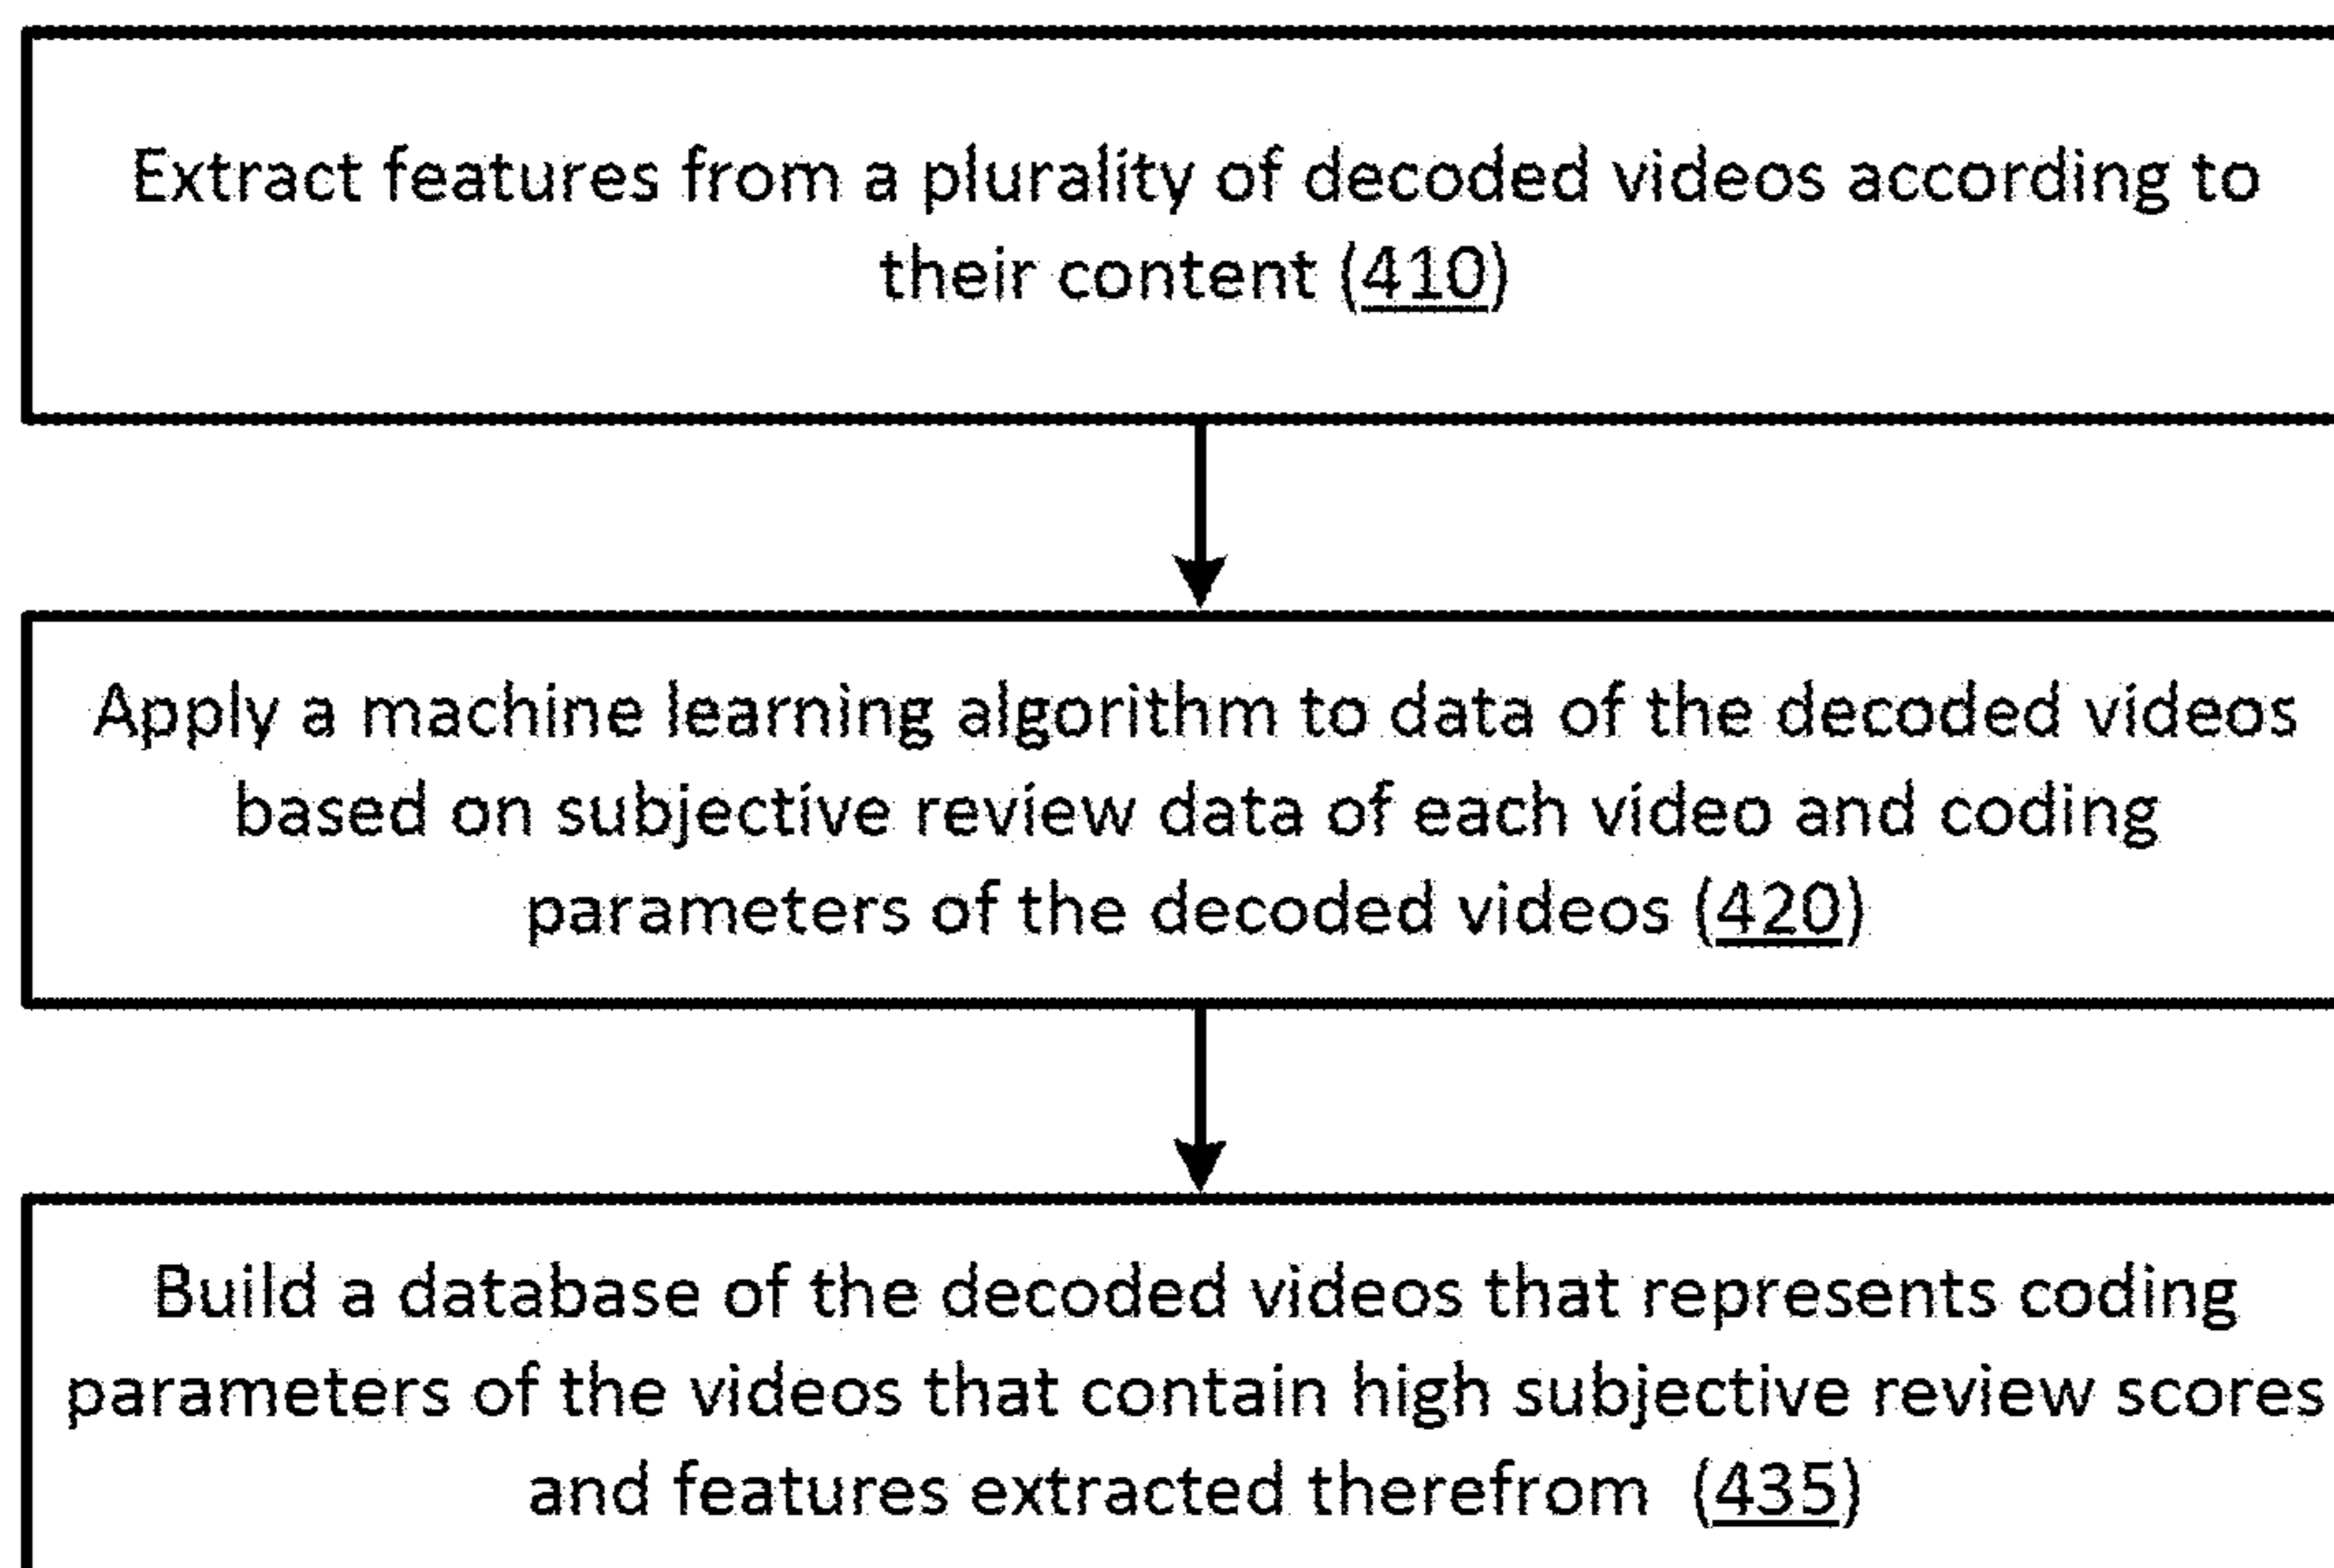 Extract features from a plurality of decoded videos according to
their content (410)
Apply a machine learning algorithm to data of the decoded videos
based on subjective review data of each video and coding
parameters of the decoded videos (420)
Build a database of the decoded videos that represents coding
parameters of the videos that contain high subjective review scores
and features extracted therefrom (435)